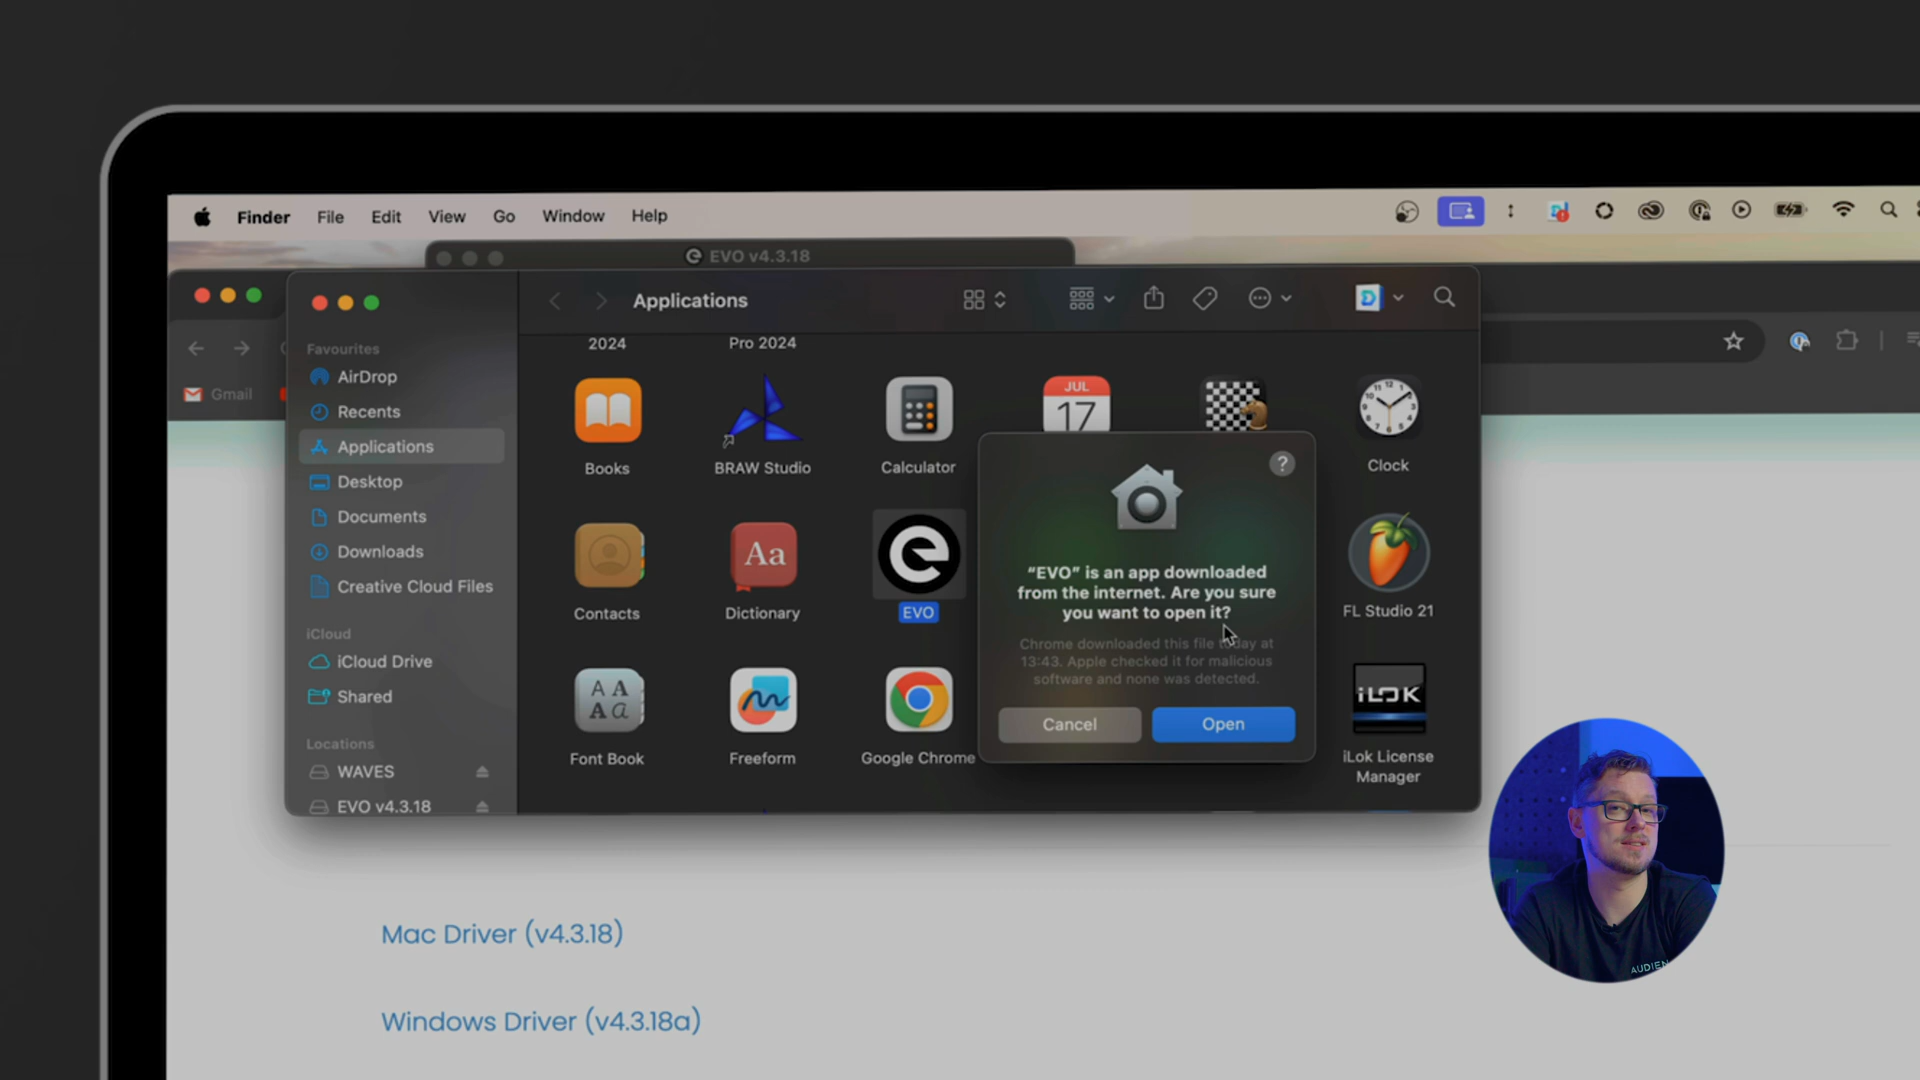 Finder File Edit View Go Window Help
EVO v4.3.18
Applications
Gmail
Favourites
AirDrop
Recents
Applications
Desktop
Documents
Downloads
Creative Cloud Files
iCloud
iCloud Drive
Shared
Locations
WAVES
EVO v4.3.18
2024 Pro 2024
JUL
17
Books BRAW Studio Calculator Clock
Aa
Contacts Dictionary EVO FL Studio 21
A A
A a
iLOK
Font Book Freeform Google Chrome iLok License
Manager
?
“EVO” is an app downloaded
from the internet. Are you sure
you want to open it?
Chrome downloaded this file today at
13:43. Apple checked it for malicious
software and none was detected.
Cancel Open
Mac Driver (v4.3.18)
Windows Driver (v4.3.18a)
AUDIEN